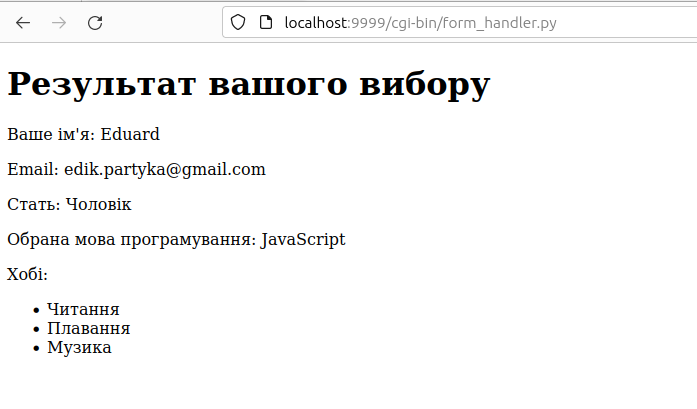 localhost:9999/cgi-bin/form_handler.py
Результат вашого вибору
Ваше ім'я: Eduard
Email: edik.partyka@gmail.com
Стать: Чоловік
Обрана мова програмування: JavaScript
Хобі:
• Читання
• Плавання
• Музика